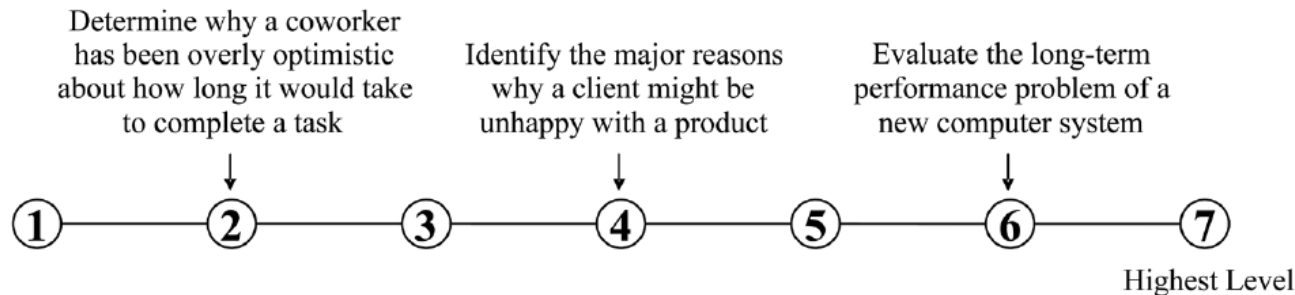 Determine why a coworker
has been overly optimistic
about how long it would take
to complete a task
Identify the major reasons
why a client might be
unhappy with a product
Evaluate the long-term
performance problem of a
new computer system
1 2 3 4 5 6 7
Highest Level